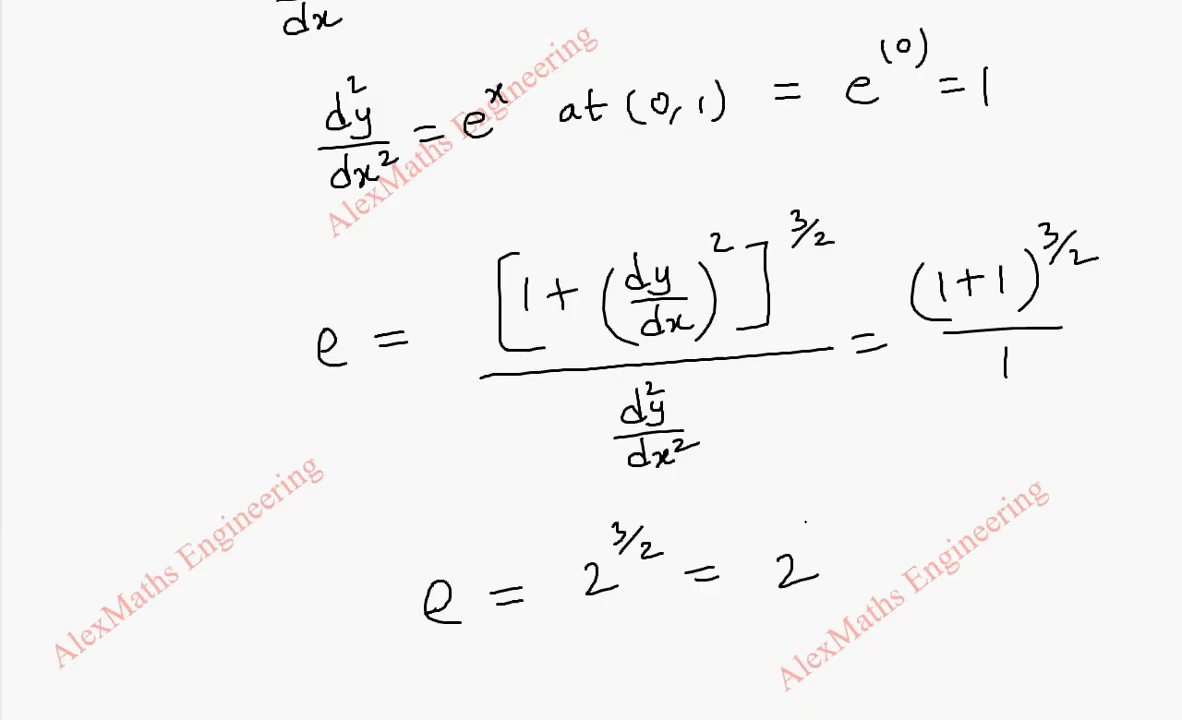 dx
d²y/dx² = e^x at (0, 1) = e^(0) = 1
e = [1 + (dy/dx)²]^3/2 / d²y/dx² = (1+1)^3/2 / 1
e = 2^3/2 = 2
AlexMaths Engineering
AlexMaths Engineering
AlexMaths Engineering